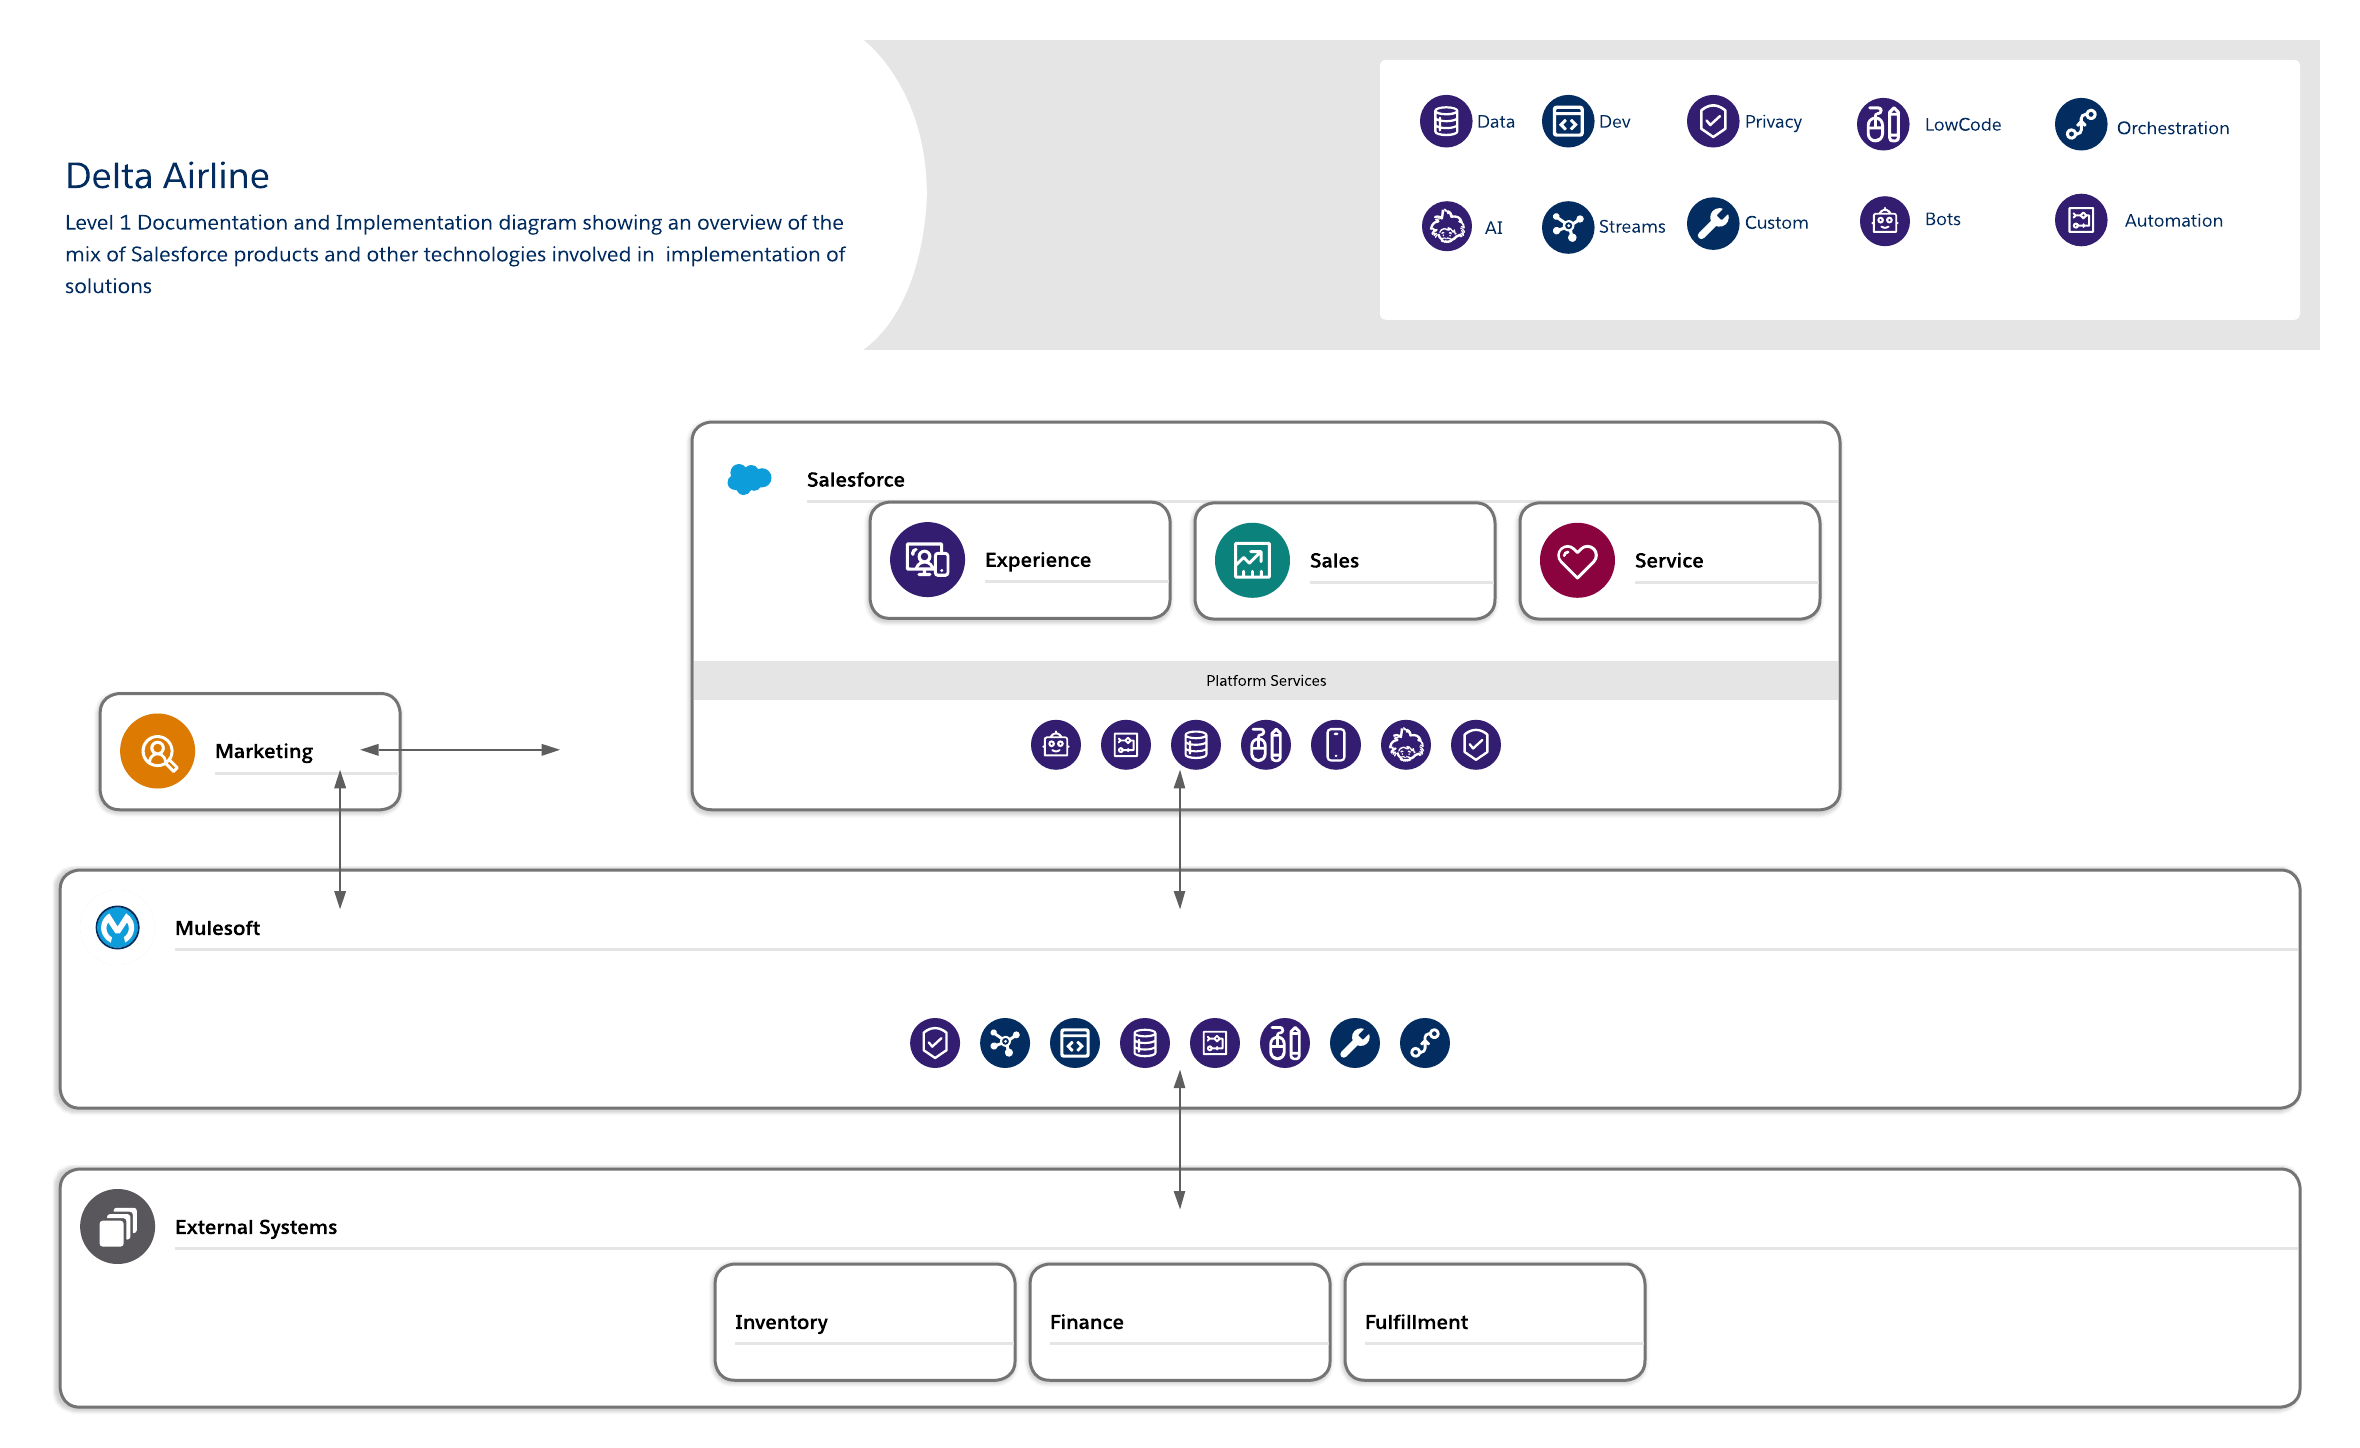 Delta Airline
Level 1 Documentation and Implementation diagram showing an overview of the
mix of Salesforce products and other technologies involved in  implementation of
solutions
Data
Dev
Privacy
LowCode
Orchestration
AI
Streams
Custom
Bots
Automation
Salesforce
Experience
Sales
Service
Platform Services
Marketing
Mulesoft
External Systems
Inventory
Finance
Fulfillment